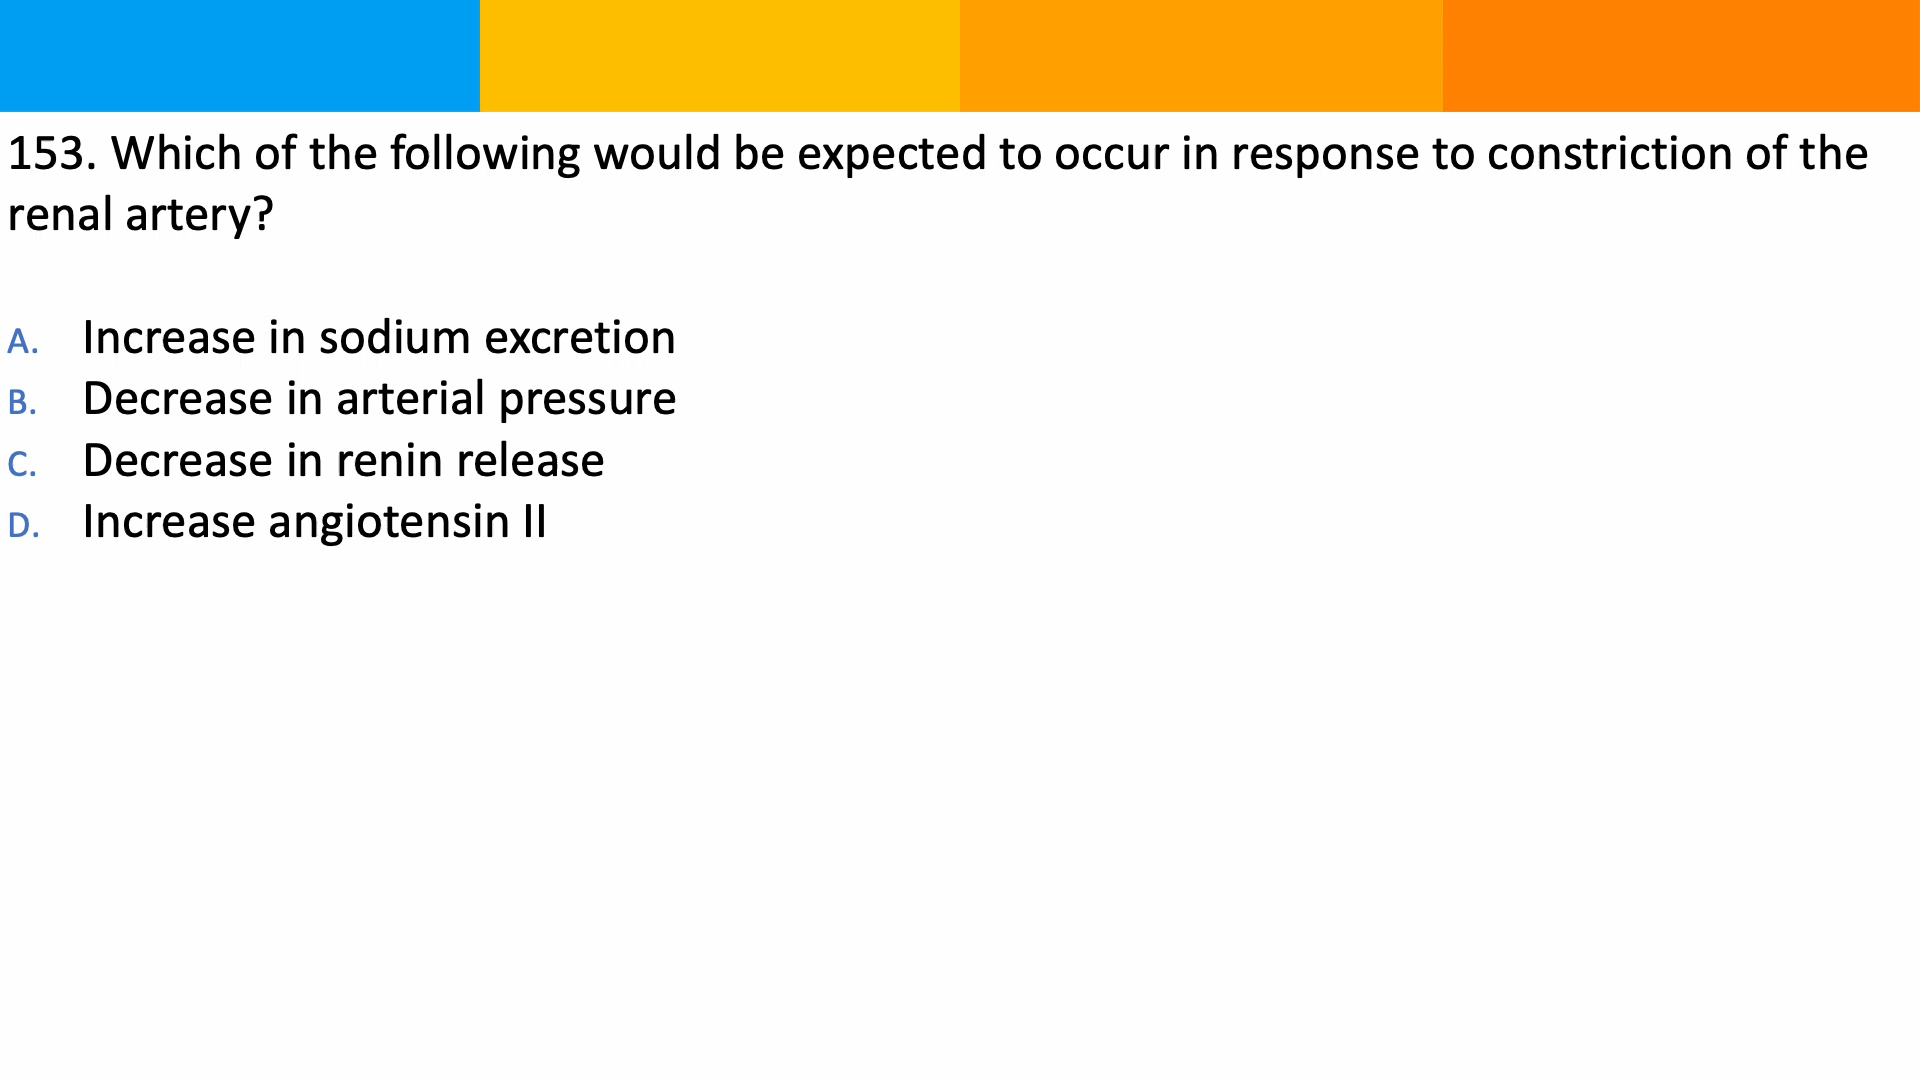 153. Which of the following would be expected to occur in response to constriction of the
renal artery?
A. Increase in sodium excretion
B. Decrease in arterial pressure
C. Decrease in renin release
D. Increase angiotensin II